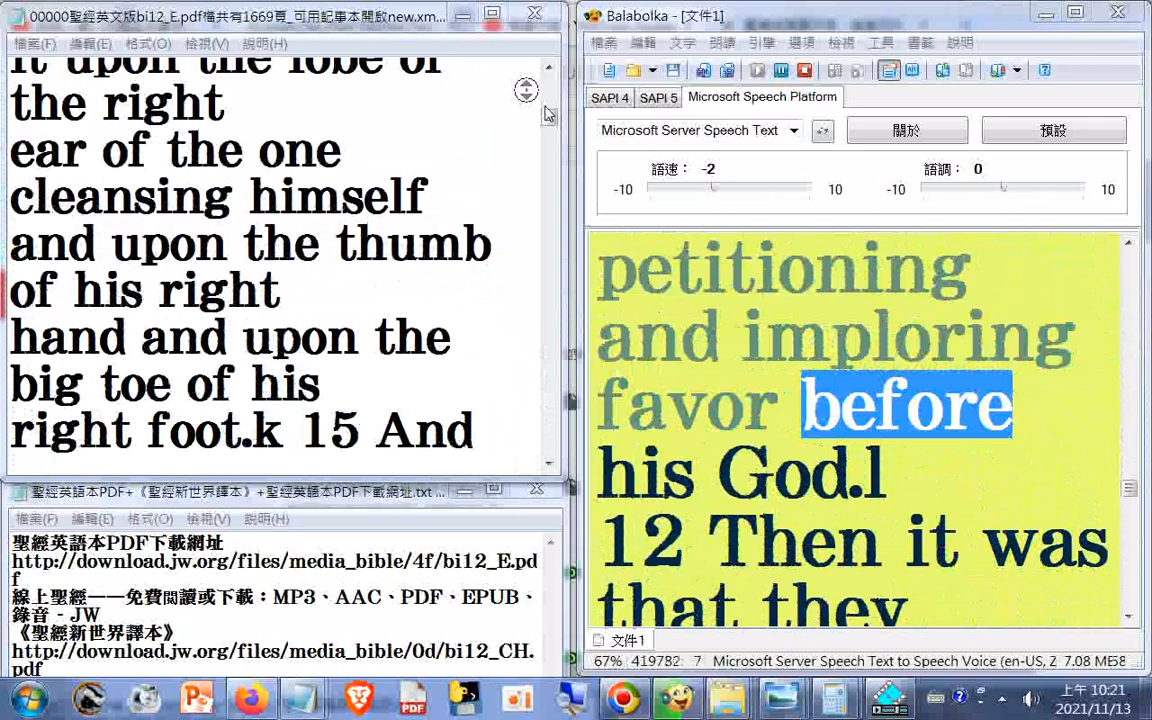 00000聖經英文版bi12_E.pdf檔共有1669頁_可用記事本開啟new.xm...
檔案(F) 編輯(E) 格式(O) 檢視(V) 說明(H)
it upon the lobe of
the right
ear of the one
cleansing himself
and upon the thumb
of his right
hand and upon the
big toe of his
right foot.k 15 And
聖經英語本PDF+《聖經新世界譯本》+聖經英語本PDF下載網址.txt ...
檔案(F) 編輯(E) 格式(O) 檢視(V) 說明(H)
聖經英語本PDF下載網址
http://download.jw.org/files/media_bible/4f/bi12_E.pd
f
線上聖經——免費閱讀或下載：MP3、AAC、PDF、EPUB、
錄音 - JW
《聖經新世界譯本》
http://download.jw.org/files/media_bible/0d/bi12_CH.
pdf
Balabolka - [文件1]
檔案 編輯 文字 朗讀 引擎 選項 檢視 工具 書籤 說明
SAPI 4 SAPI 5 Microsoft Speech Platform
Microsoft Server Speech Text 關於 預設
語速： -2 語調： 0
-10 10 -10 10
petitioning
and imploring
favor before
his God.l
12 Then it was
that they
文件1
67% 419782: 7 Microsoft Server Speech Text to Speech Voice (en-US, Z 7.08 MB
上午 10:21
2021/11/13